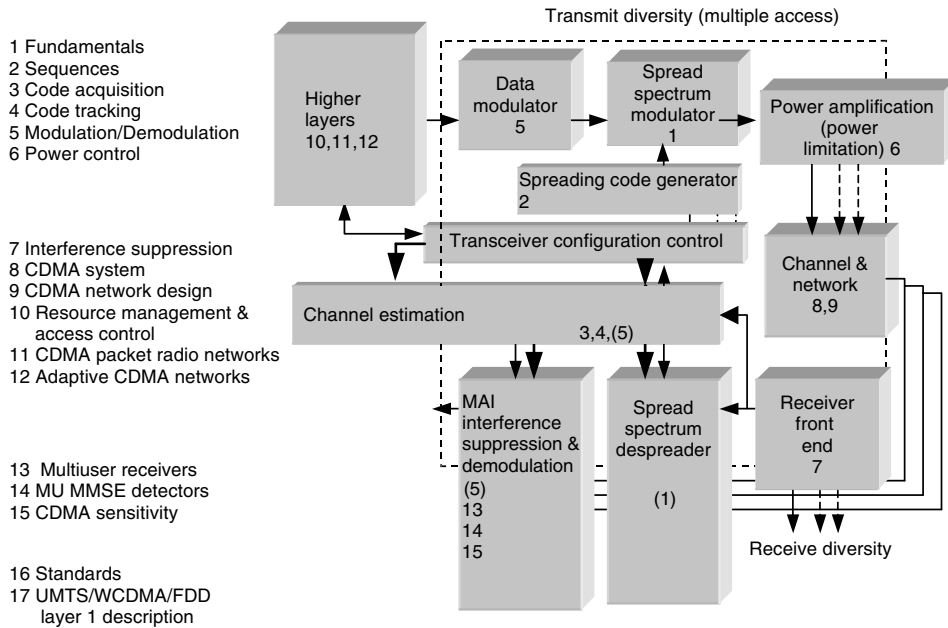 Transmit diversity (multiple access)
1 Fundamentals
2 Sequences
3 Code acquisition
4 Code tracking
5 Modulation/Demodulation
6 Power control
7 Interference suppression
8 CDMA system
9 CDMA network design
10 Resource management &
access control
11 CDMA packet radio networks
12 Adaptive CDMA networks
13 Multiuser receivers
14 MU MMSE detectors
15 CDMA sensitivity
16 Standards
17 UMTS/WCDMA/FDD
layer 1 description
Higher
layers
10,11,12
Data
modulator
5
Spread
spectrum
modulator
1
Power amplification
(power
limitation) 6
Spreading code generator
2
Transceiver configuration control
Channel &
network
8,9
Channel estimation
3,4,(5)
MAI
interference
suppression &
demodulation
(5)
13
14
15
Spread
spectrum
despreader
(1)
Receiver
front
end
7
Receive diversity